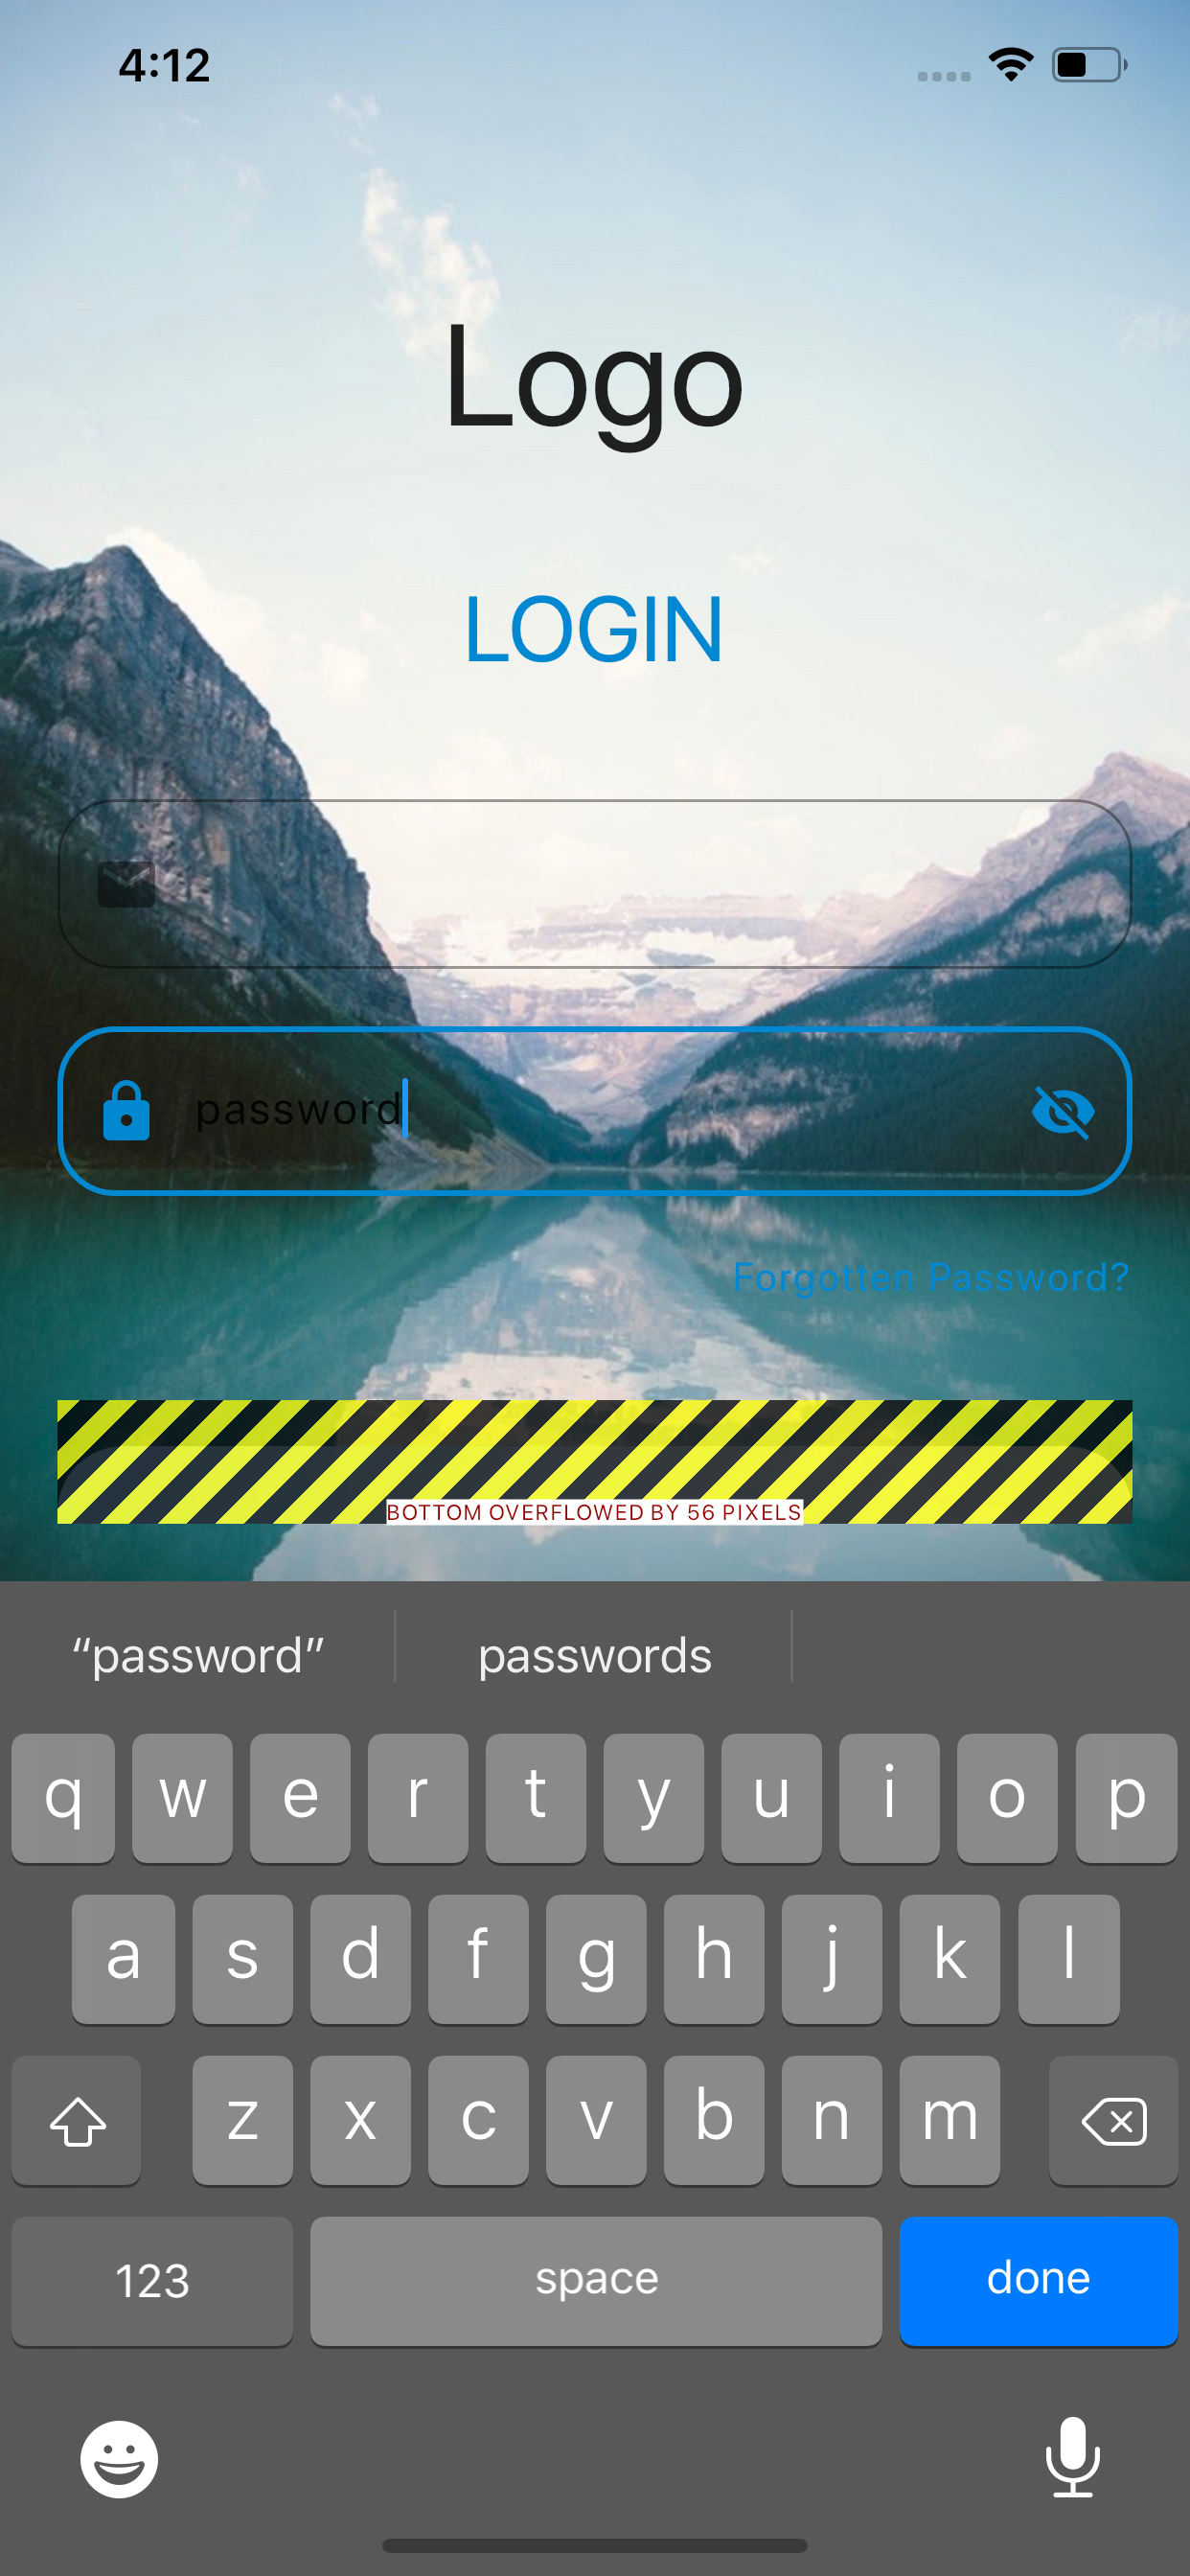 4:12
Logo
LOGIN
password
Forgotten Password?
BOTTOM OVERFLOWED BY 56 PIXELS
“password” passwords
q w e r t y u i o p
a s d f g h j k l
z x c v b n m
123 space done